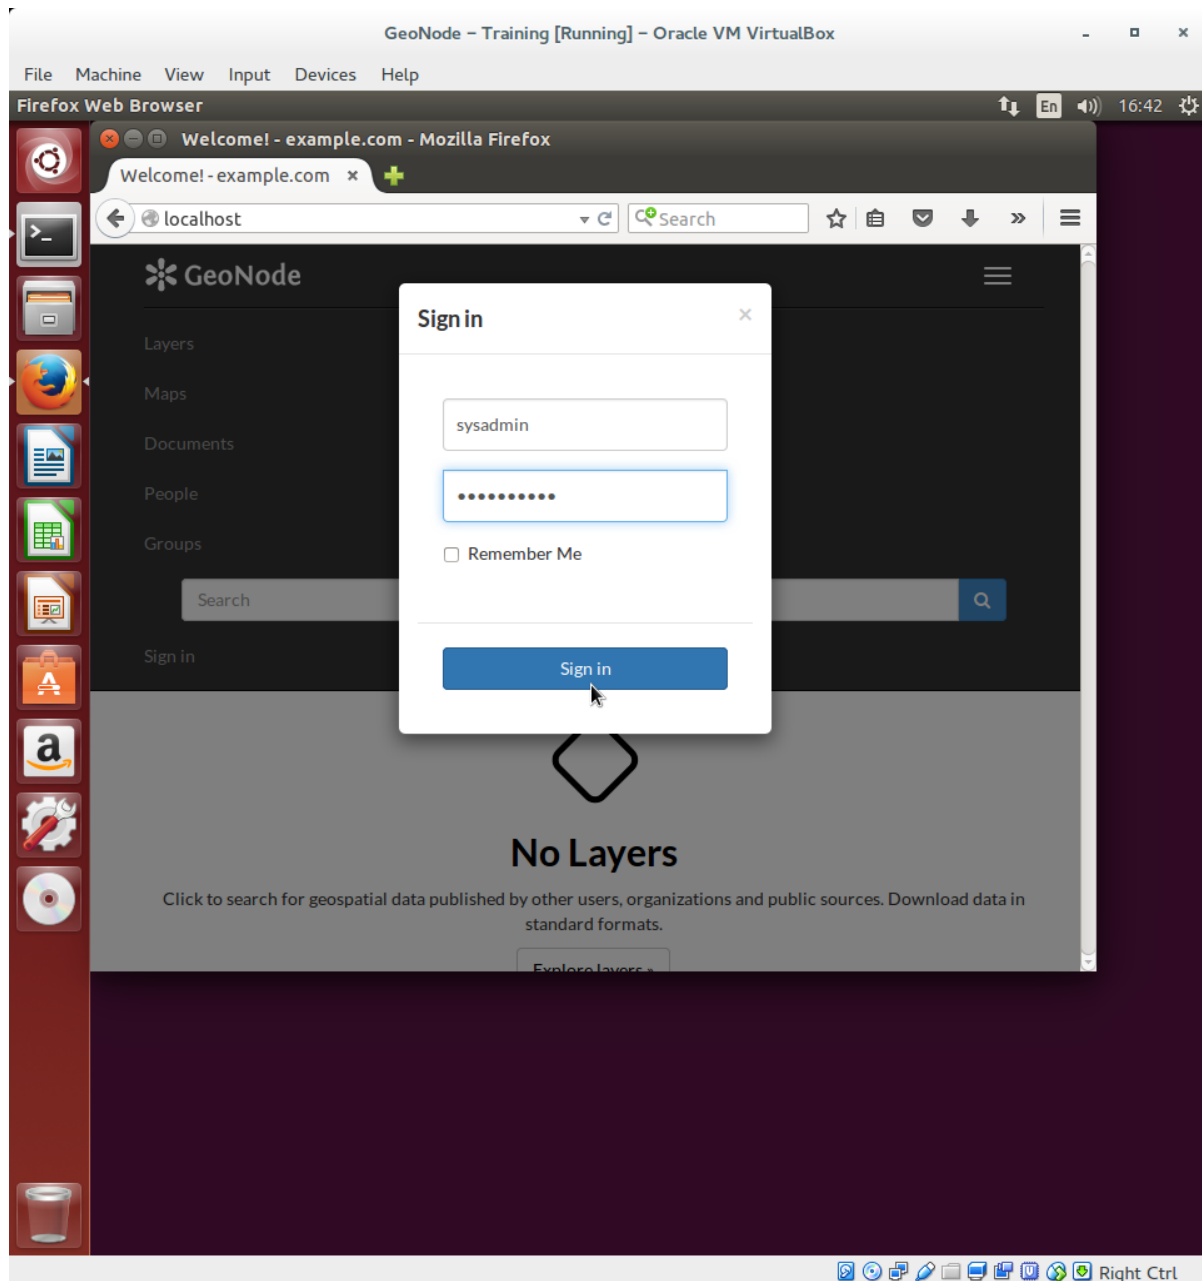 GeoNode – Training [Running] – Oracle VM VirtualBox
File Machine View Input Devices Help
Firefox Web Browser En 16:42
Welcome! - example.com - Mozilla Firefox
Welcome! - example.com
localhost Search
GeoNode
Sign in
Layers
Maps
sysadmin
Documents
••••••••••
People
Remember Me
Groups
Search
Sign in
Sign in
No Layers
Click to search for geospatial data published by other users, organizations and public sources. Download data in
standard formats.
Explore layers »
Right Ctrl